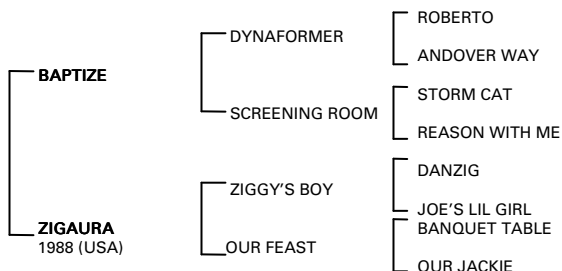 ROBERTO
DYNAFORMER
ANDOVER WAY
BAPTIZE
STORM CAT
SCREENING ROOM
REASON WITH ME
DANZIG
ZIGGY'S BOY
JOE'S LIL GIRL
ZIGAURA
BANQUET TABLE
1988 (USA)
OUR FEAST
OUR JACKIE